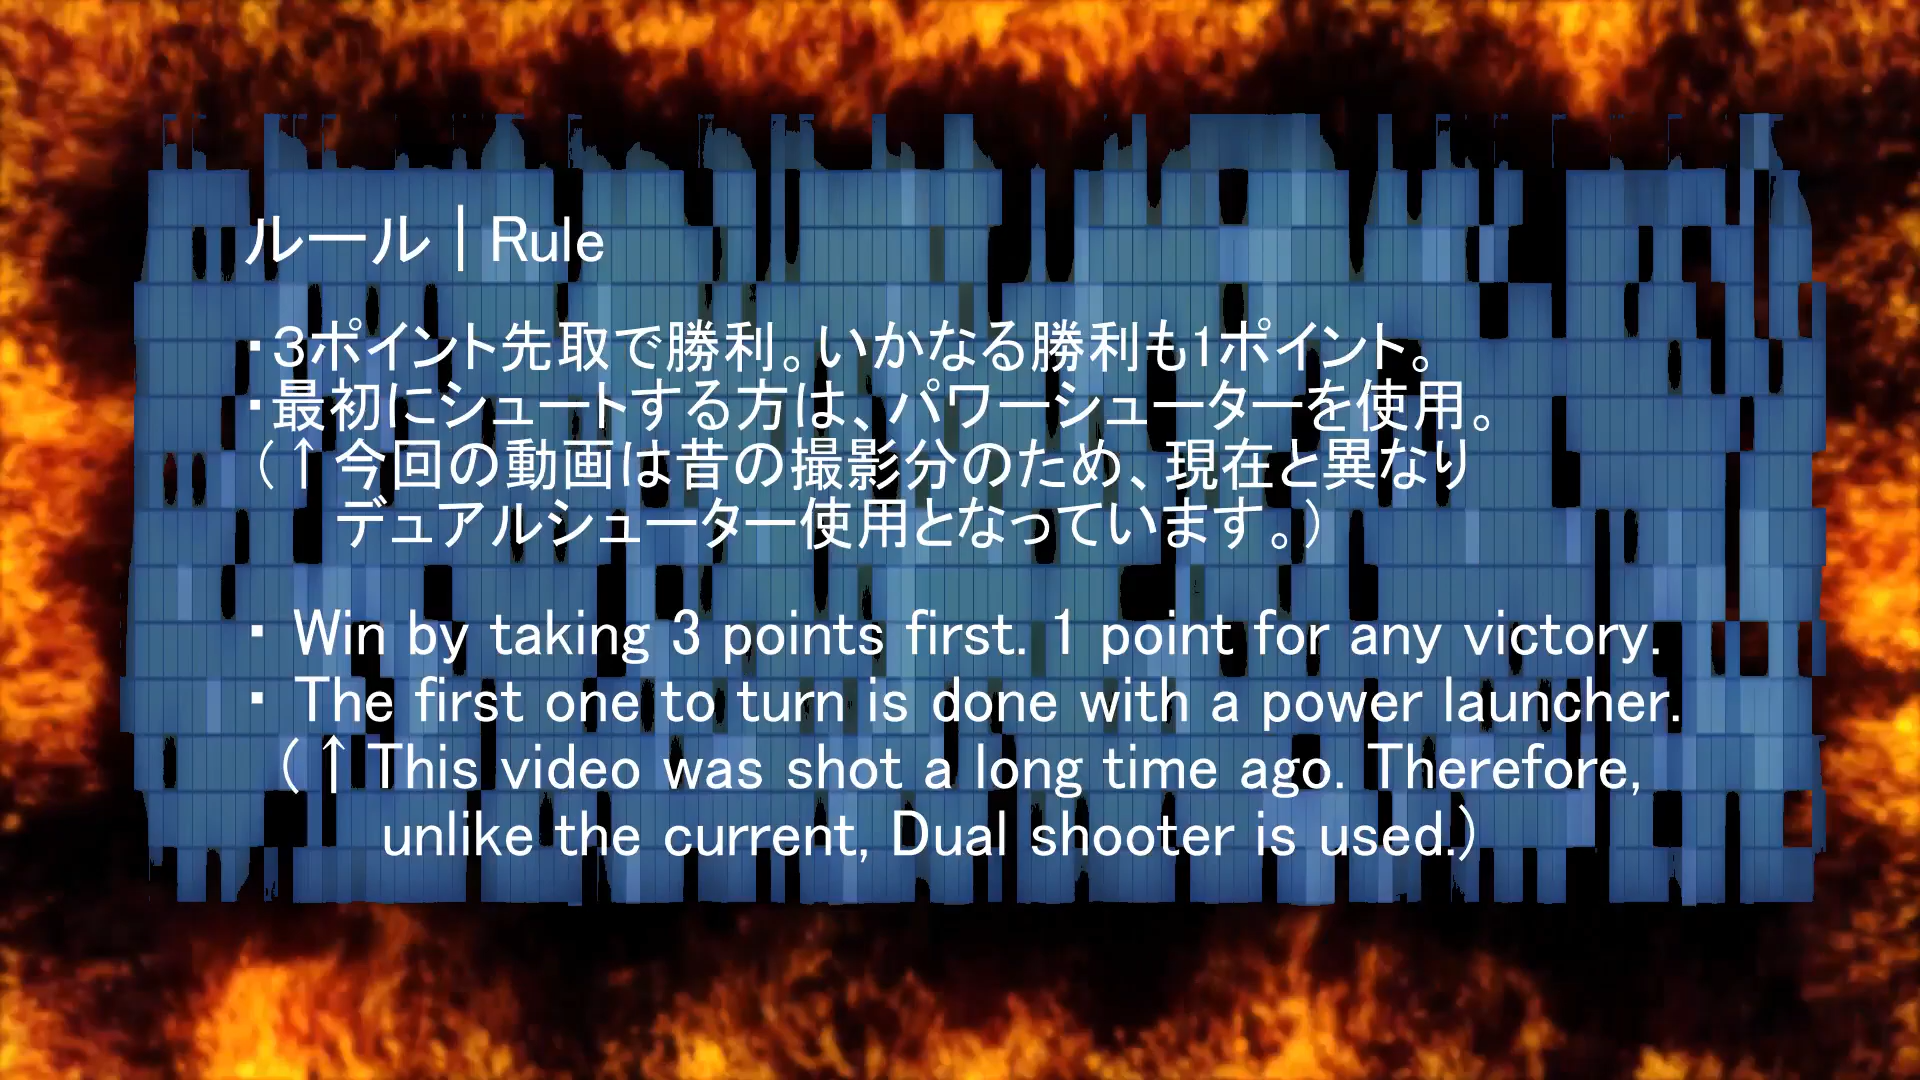 ルール｜Rule
・３ポイント先取で勝利。いかなる勝利も1ポイント。
・最初にシュートする方は、パワーシューターを使用。
（↑今回の動画は昔の撮影分のため、現在と異なり
デュアルシューター使用となっています。）
・ Win by taking 3 points first. 1 point for any victory.
・ The first one to turn is done with a power launcher.
（↑This video was shot a long time ago. Therefore,
unlike the current, Dual shooter is used.）